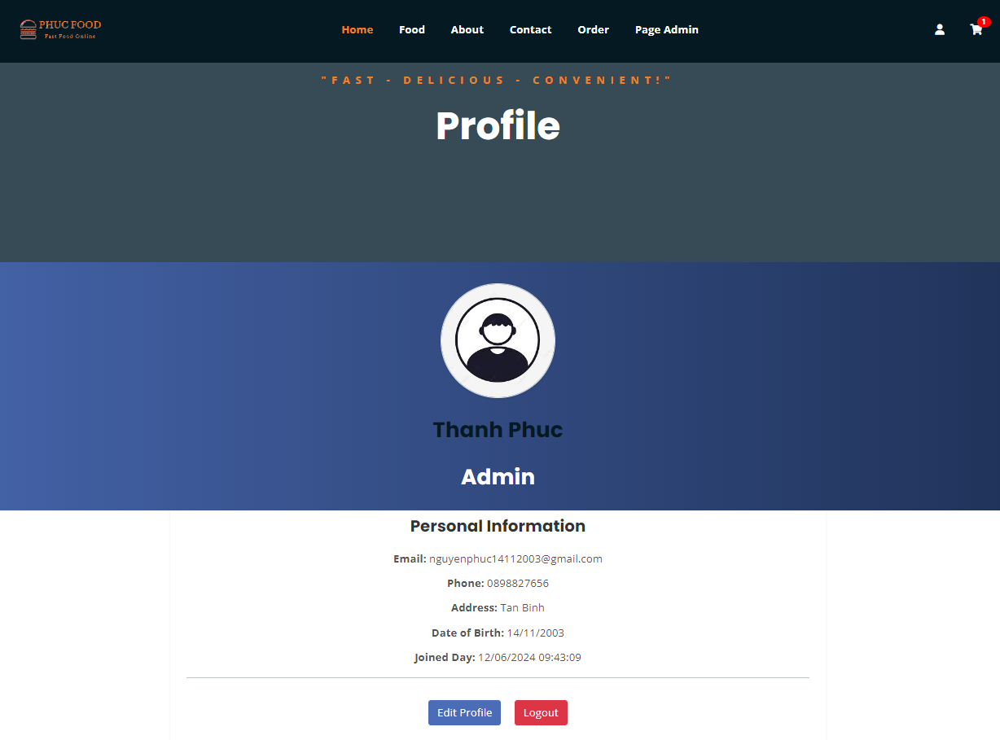 PHUC FOOD
Fast Food Online
Home Food About Contact Order Page Admin
1
"FAST - DELICIOUS - CONVENIENT!"
Profile
Thanh Phuc
Admin
Personal Information
Email: nguyenphuc14112003@gmail.com
Phone: 0898827656
Address: Tan Binh
Date of Birth: 14/11/2003
Joined Day: 12/06/2024 09:43:09
Edit Profile Logout